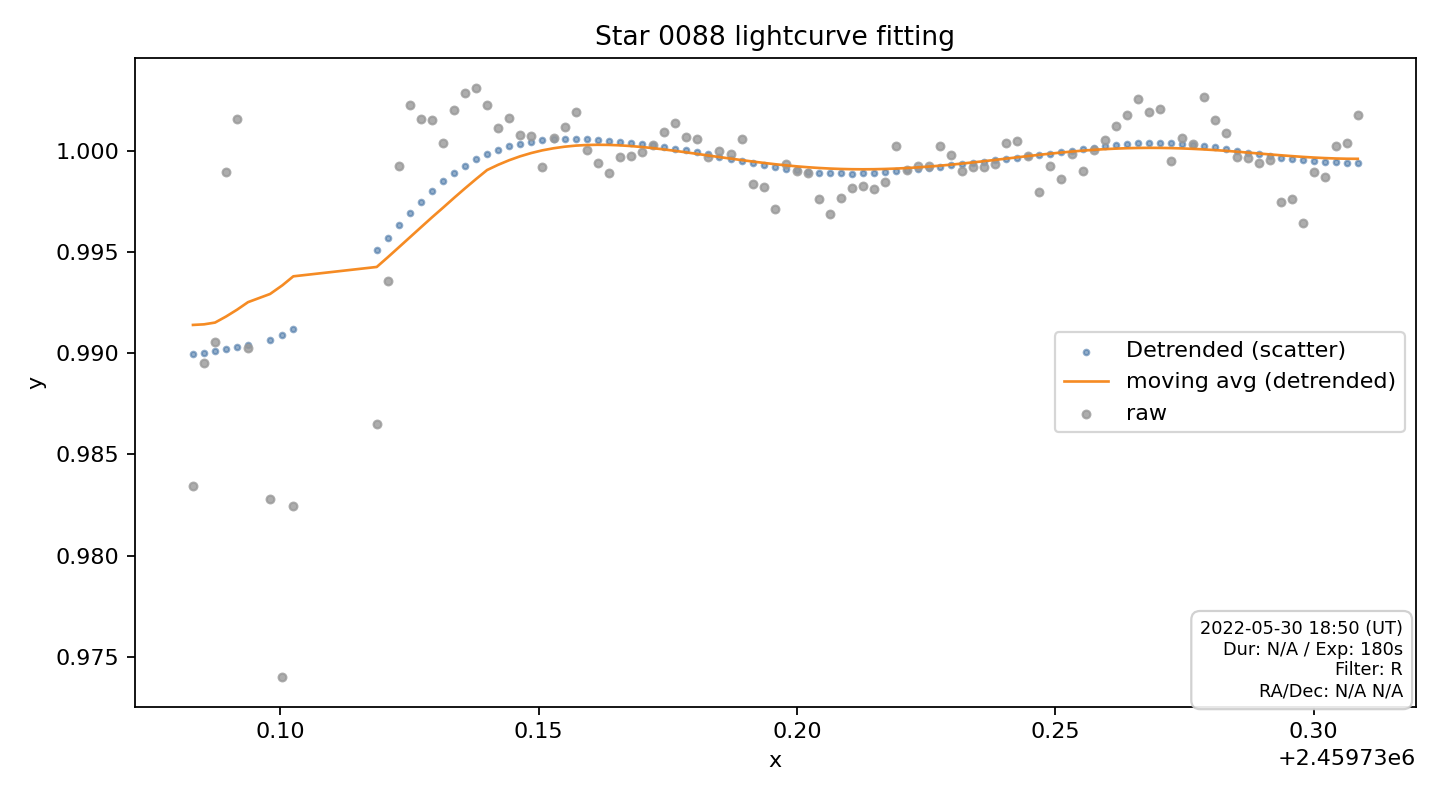 Star 0088 lightcurve fitting
1.000
0.995
0.990
0.985
0.980
0.975
y
Detrended (scatter)
moving avg (detrended)
raw
2022-05-30 18:50 (UT)
Dur: N/A / Exp: 180s
Filter: R
RA/Dec: N/A N/A
0.10 0.15 0.20 0.25 0.30
x
+2.45973e6